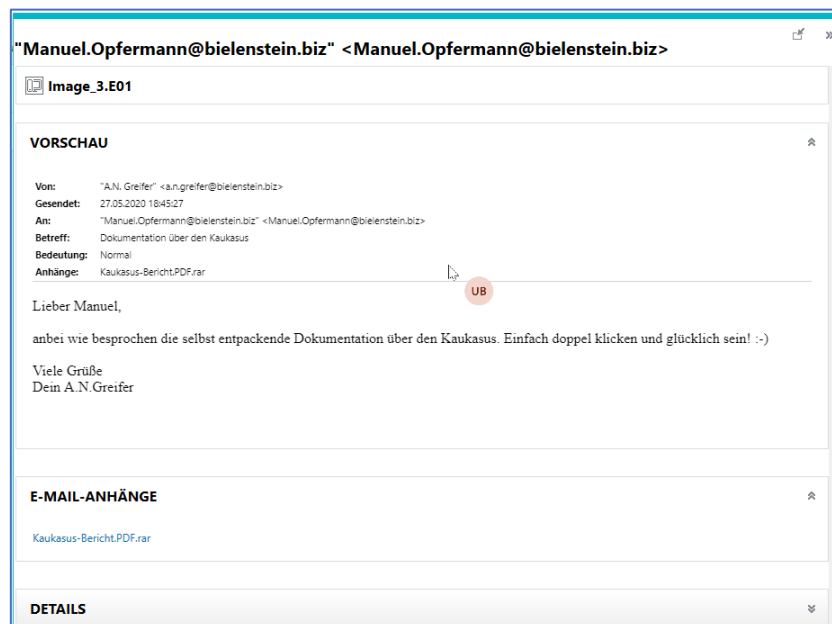 "Manuel.Opfermann@bielenstein.biz" <Manuel.Opfermann@bielenstein.biz>
Image_3.E01
VORSCHAU
Von: "A.N. Greifer" <a.n.greifer@bielenstein.biz>
Gesendet: 27.05.2020 18:45:27
An: "Manuel.Opfermann@bielenstein.biz" <Manuel.Opfermann@bielenstein.biz>
Betreff: Dokumentation über den Kaukasus
Bedeutung: Normal
Anhänge: Kaukasus-Bericht.PDF.rar
UB
Lieber Manuel,
anbei wie besprochen die selbst entpackende Dokumentation über den Kaukasus. Einfach doppel klicken und glücklich sein! :-)
Viele Grüße
Dein A.N.Greifer
E-MAIL-ANHÄNGE
Kaukasus-Bericht.PDF.rar
DETAILS